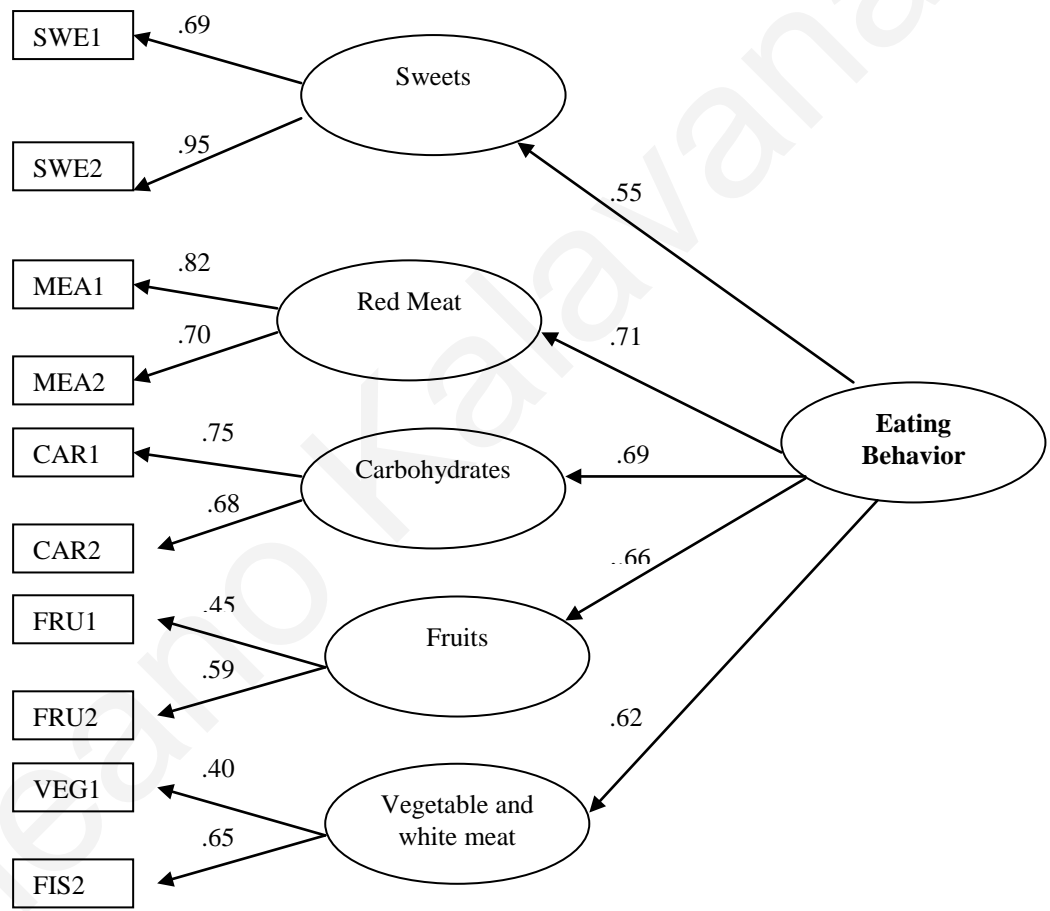 SWE1
.69
Sweets
SWE2
.95
.55
MEA1
.82
Red Meat
MEA2
.70
.71
CAR1
.75
Carbohydrates
.69
Eating
Behavior
CAR2
.68
.66
FRU1
.45
Fruits
FRU2
.59
.62
VEG1
.40
Vegetable and
white meat
FIS2
.65
Kalavana